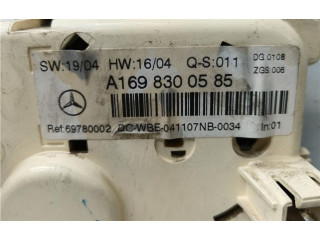 SW:19/04 HW:16/04 Q-S:011 DG:0108
ZGS:006
A169 830 05 85
Ref:69780002 DC-WBE-041107NB-0034 In:01